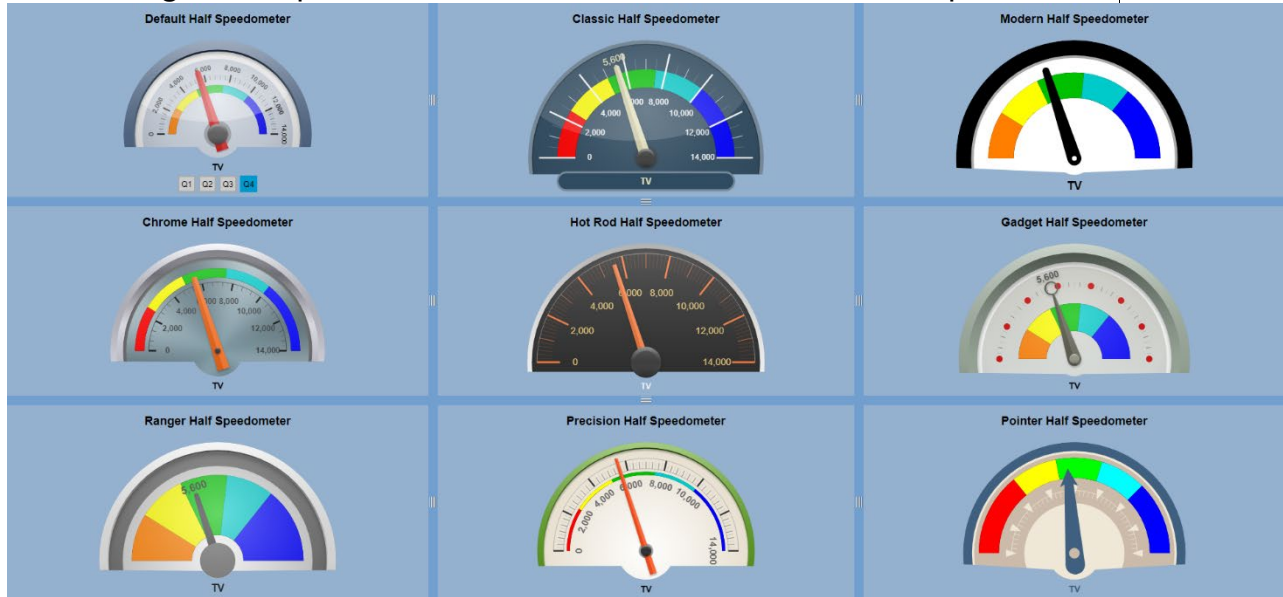 Default Half Speedometer
0
2,000
4,000
6,000
8,000
10,000
12,000
14,000
TV
Q1 Q2 Q3 Q4
Classic Half Speedometer
5,600
0
2,000
4,000
8,000
10,000
12,000
14,000
TV
Modern Half Speedometer
TV
Chrome Half Speedometer
0
2,000
8,000
10,000
12,000
14,000
TV
Hot Rod Half Speedometer
0
2,000
4,000
8,000
10,000
12,000
14,000
TV
Gadget Half Speedometer
5,600
TV
Ranger Half Speedometer
5,600
TV
Precision Half Speedometer
0
2,000
4,000
6,000
8,000
10,000
14,000
TV
Pointer Half Speedometer
TV